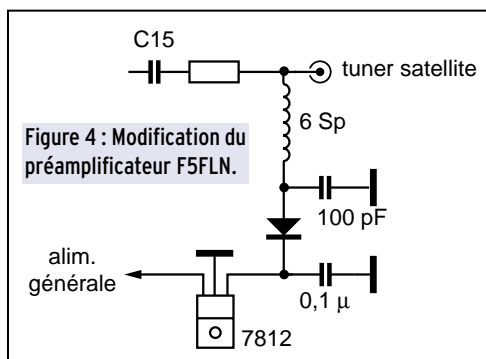 C15
tuner satellite
6 Sp
Figure 4 : Modification du
préamplificateur F5FLN.
100 pF
alim.
générale
0,1 µ
7812